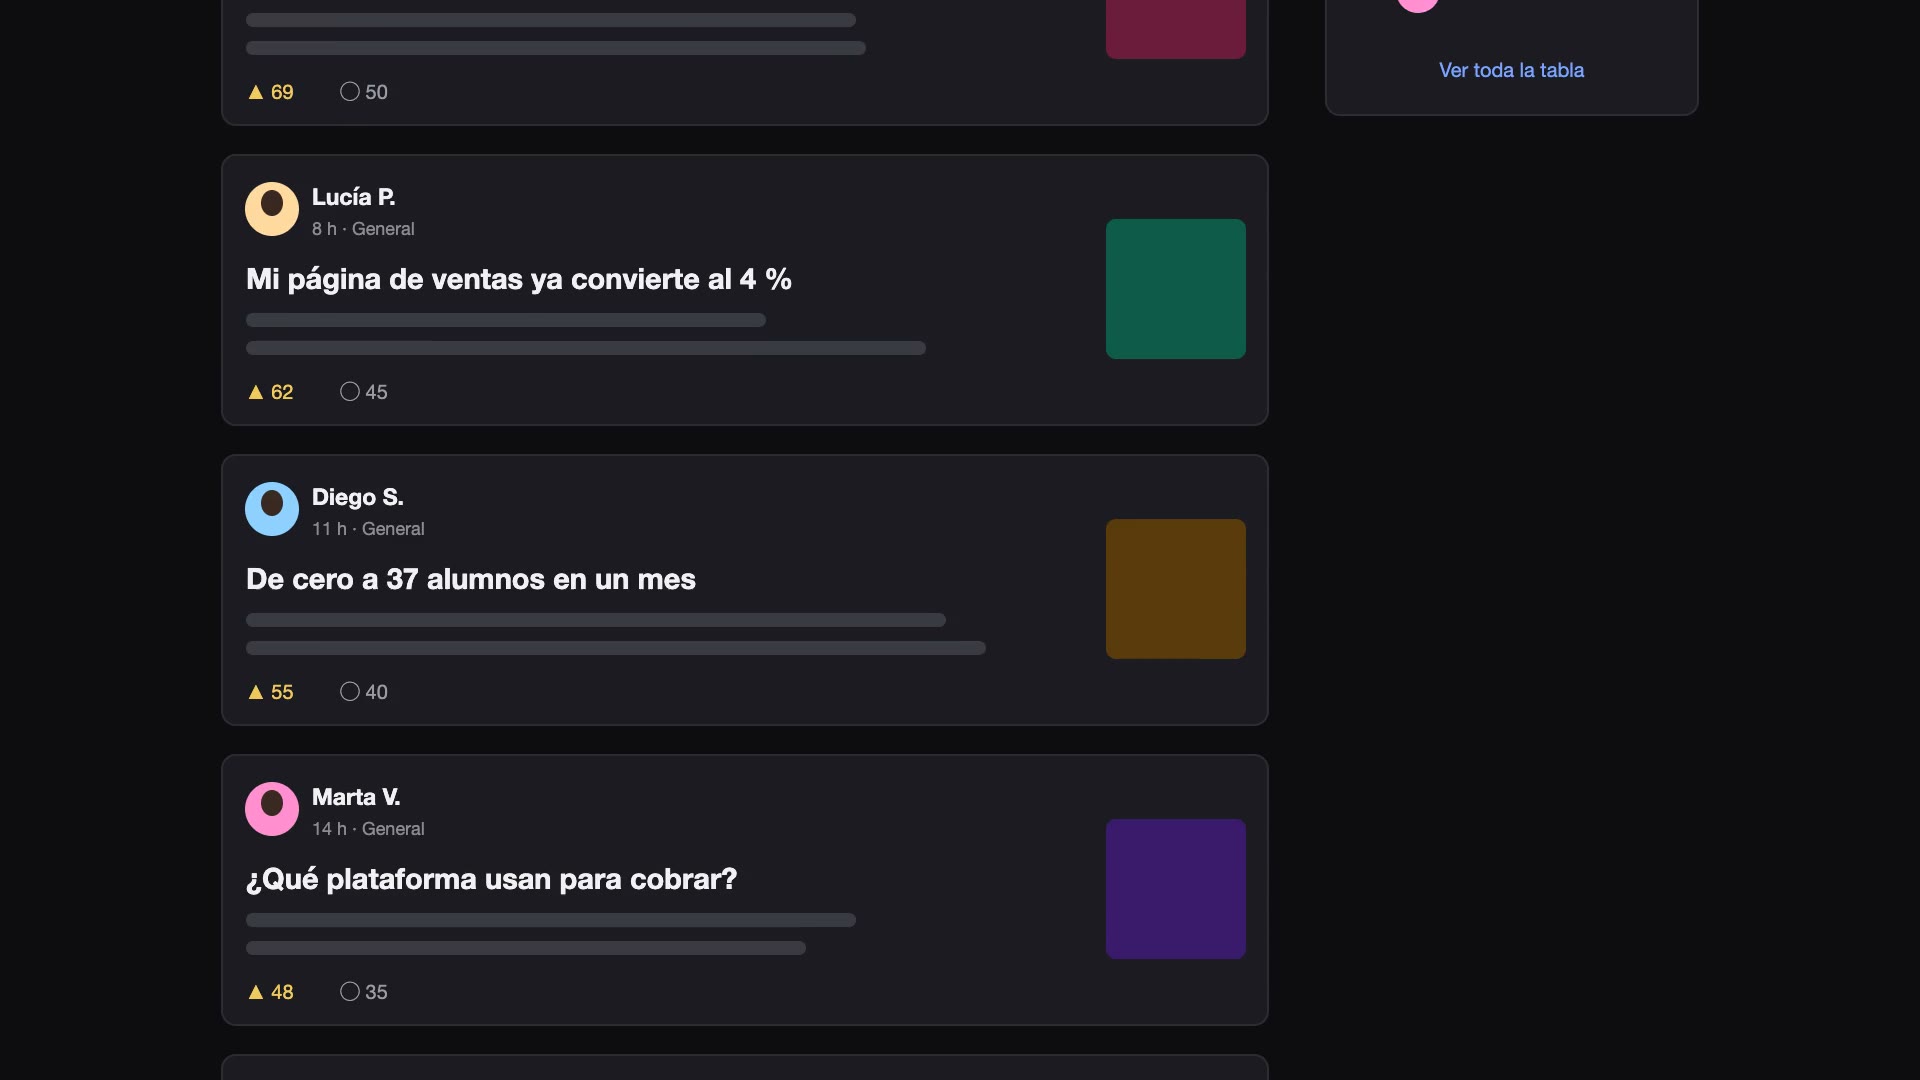 ▲ 69 50
Ver toda la tabla
Lucía P.
8 h · General
Mi página de ventas ya convierte al 4 %
▲ 62 45
Diego S.
11 h · General
De cero a 37 alumnos en un mes
▲ 55 40
Marta V.
14 h · General
¿Qué plataforma usan para cobrar?
▲ 48 35